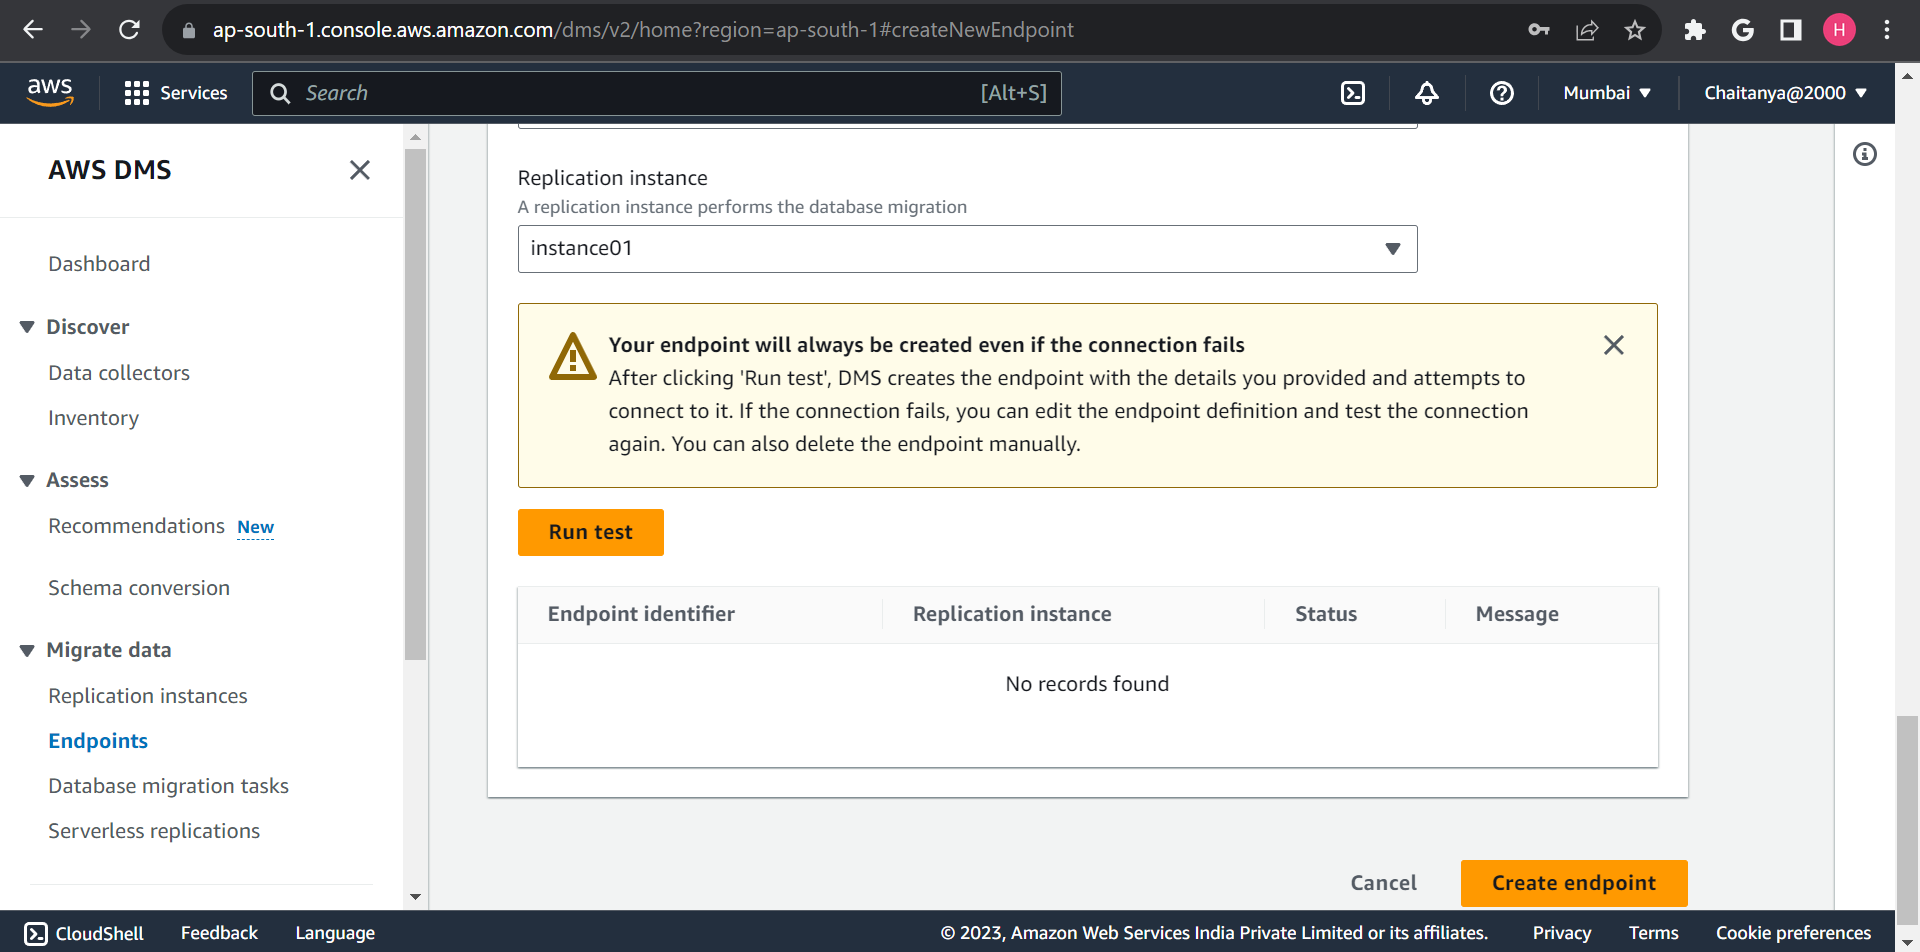 ap-south-1.console.aws.amazon.com/dms/v2/home?region=ap-south-1#createNewEndpoint
H
aws
Services
Search
[Alt+S]
Mumbai
Chaitanya@2000
AWS DMS
Dashboard
Discover
Data collectors
Inventory
Assess
Recommendations New
Schema conversion
Migrate data
Replication instances
Endpoints
Database migration tasks
Serverless replications
Replication instance
A replication instance performs the database migration
instance01
Your endpoint will always be created even if the connection fails
After clicking 'Run test', DMS creates the endpoint with the details you provided and attempts to
connect to it. If the connection fails, you can edit the endpoint definition and test the connection
again. You can also delete the endpoint manually.
Run test
Endpoint identifier Replication instance Status Message
No records found
Cancel Create endpoint
CloudShell Feedback Language © 2023, Amazon Web Services India Private Limited or its affiliates. Privacy Terms Cookie preferences